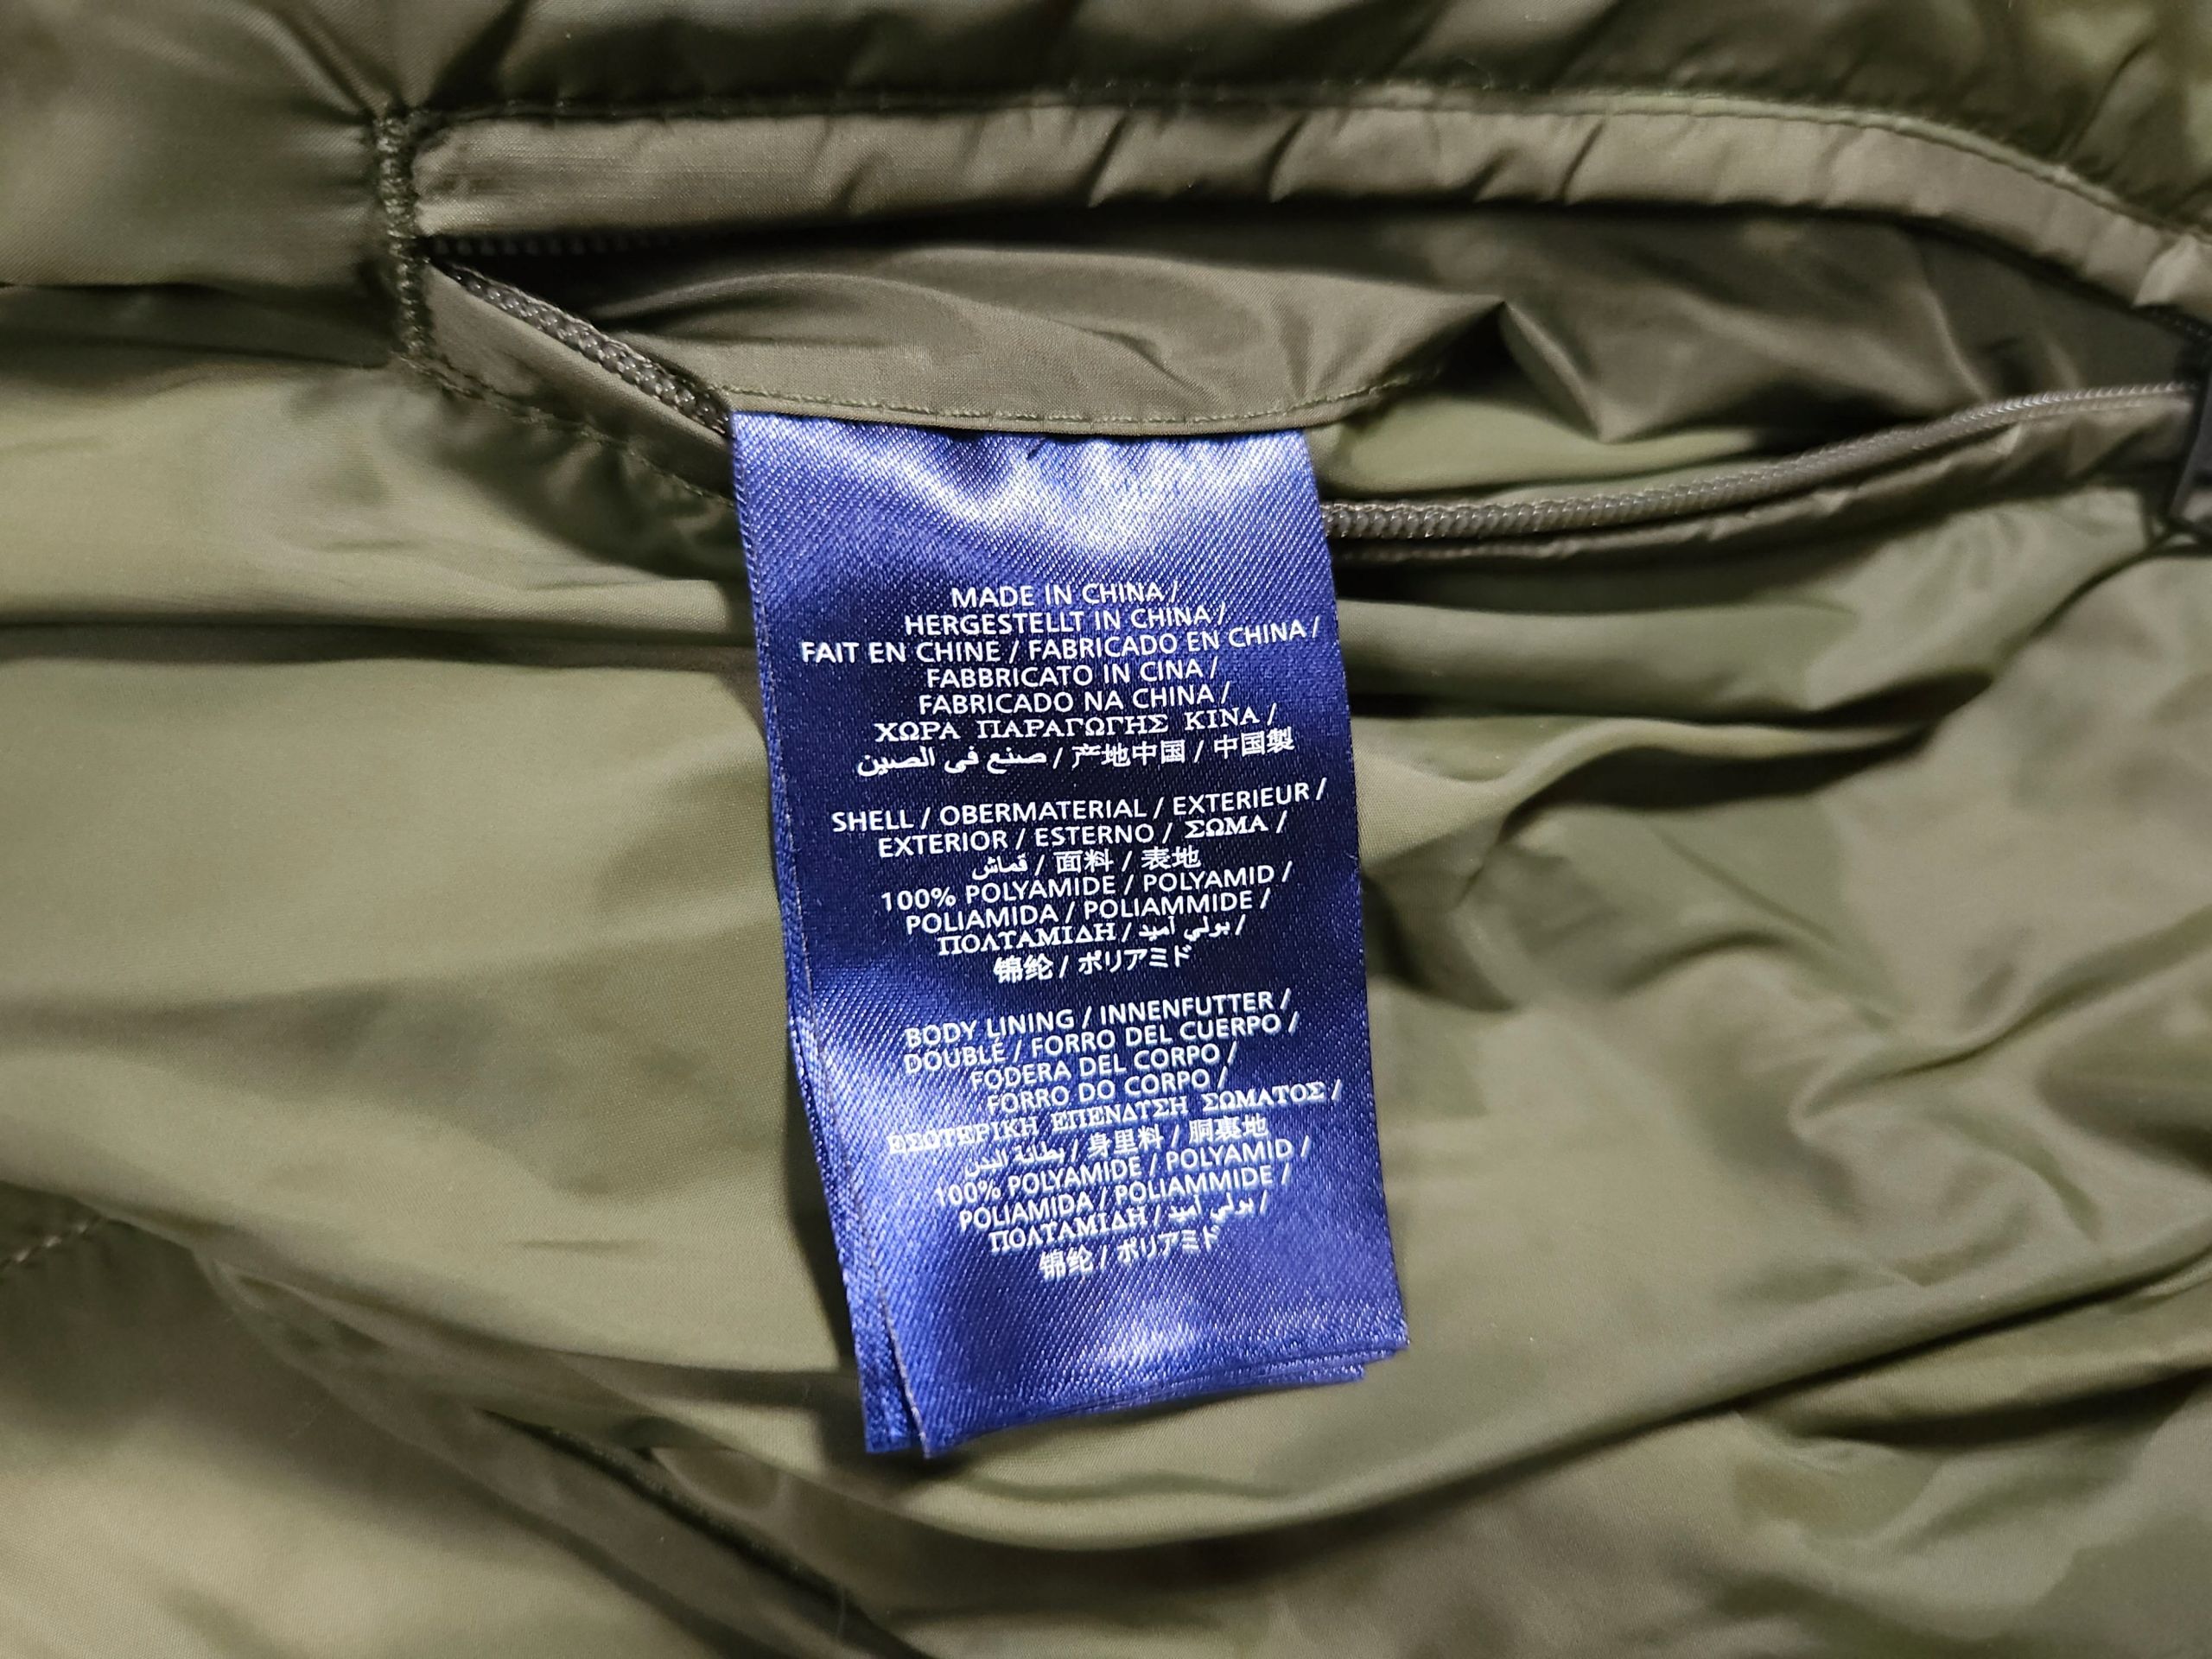 MADE IN CHINA /
HERGESTELLT IN CHINA /
FAIT EN CHINE / FABRICADO EN CHINA /
FABBRICATO IN CINA /
FABRICADO NA CHINA /
ΧΩΡΑ ΠΑΡΑΓΩΓΗΣ ΚΙΝΑ /
صنع في الصين / 产地中国 / 中国製
SHELL / OBERMATERIAL / EXTERIEUR /
EXTERIOR / ESTERNO / ΣΩΜΑ /
قماش / 面料 / 表地
100% POLYAMIDE / POLYAMID /
POLIAMIDA / POLIAMMIDE /
ΠΟΛΥΑΜΙΔΗ / بولي أميد /
锦纶 / ポリアミド
BODY LINING / INNENFUTTER /
DOUBLÉ / FORRO DEL CUERPO /
FODERA DEL CORPO /
FORRO DO CORPO /
ΕΣΩΤΕΡΙΚΗ ΕΠΕΝΔΥΣΗ ΣΩΜΑΤΟΣ /
بطانة البدن / 身里料 / 胴裏地
100% POLYAMIDE / POLYAMID /
POLIAMIDA / POLIAMMIDE /
ΠΟΛΥΑΜΙΔΗ / بولي أميد /
锦纶 / ポリアミド